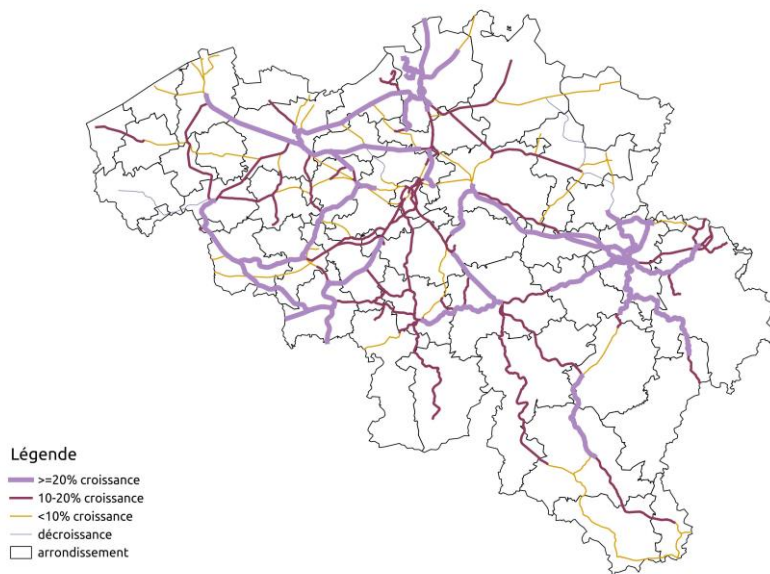 Légende
>=20% croissance
10-20% croissance
<10% croissance
décroissance
arrondissement